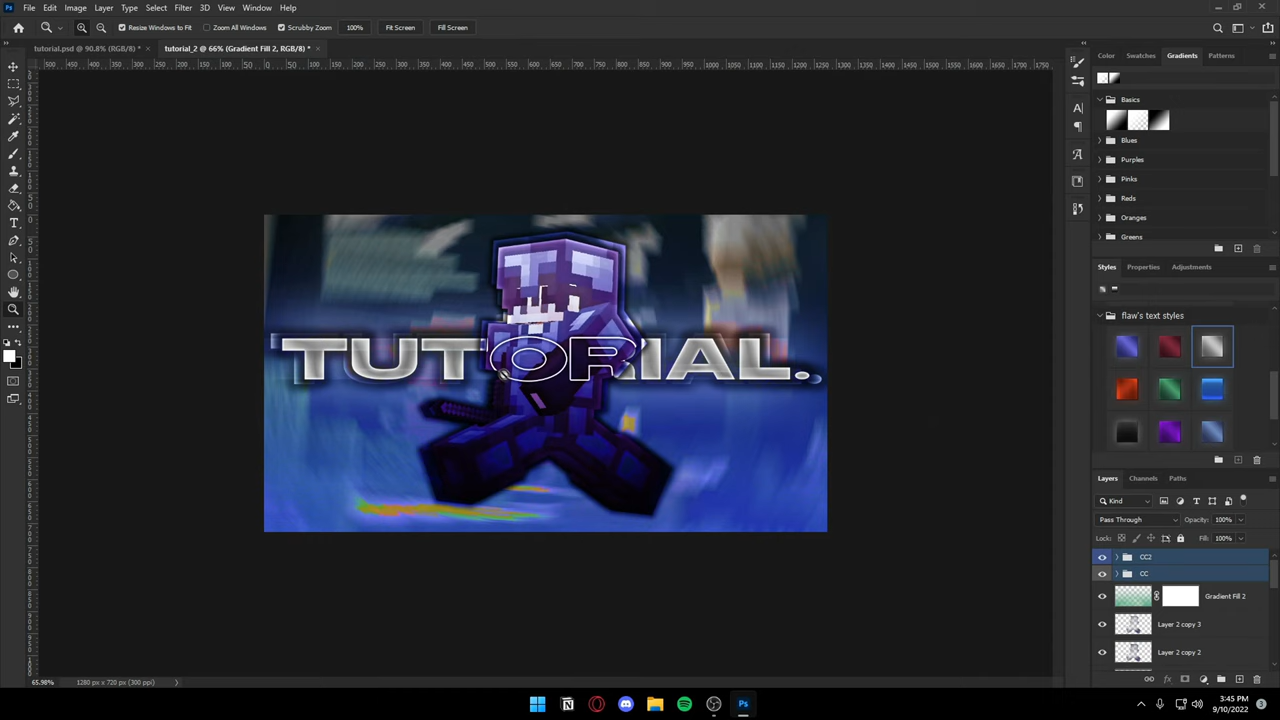 File Edit Image Layer Type Select Filter 3D View Window Help
Resize Windows to Fit Zoom All Windows Scrubby Zoom 100% Fit Screen Fill Screen
tutorial.psd @ 90.8% (RGB/8) * tutorial_2 @ 66% (Gradient Fill 2, RGB/8) *
Color Swatches Gradients Patterns
Basics
Blues
Purples
Pinks
Reds
Oranges
Greens
Styles Properties Adjustments
flaw's text styles
TUTORIAL.
Layers Channels Paths
Kind
Pass Through Opacity: 100%
Lock: Fill: 100%
CC2
CC
Gradient Fill 2
Layer 2 copy 3
Layer 2 copy 2
65.98% 1280 px x 720 px (300 ppi)
3:45 PM
9/10/2022